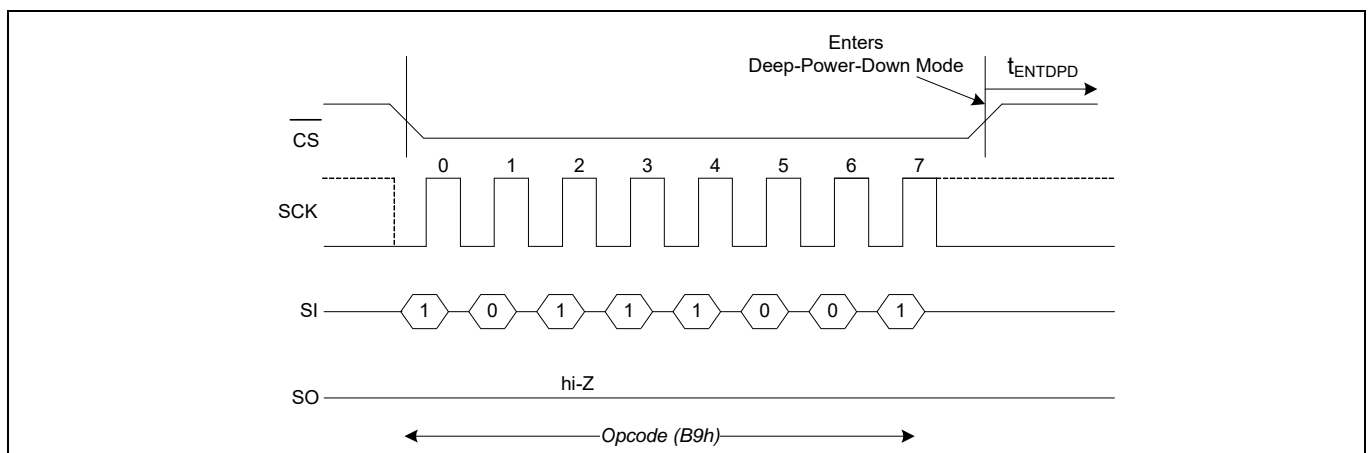 Enters
Deep-Power-Down Mode
tENTDPD
CS
0 1 2 3 4 5 6 7
SCK
SI 1 0 1 1 1 0 0 1
hi-Z
SO
Opcode (B9h)